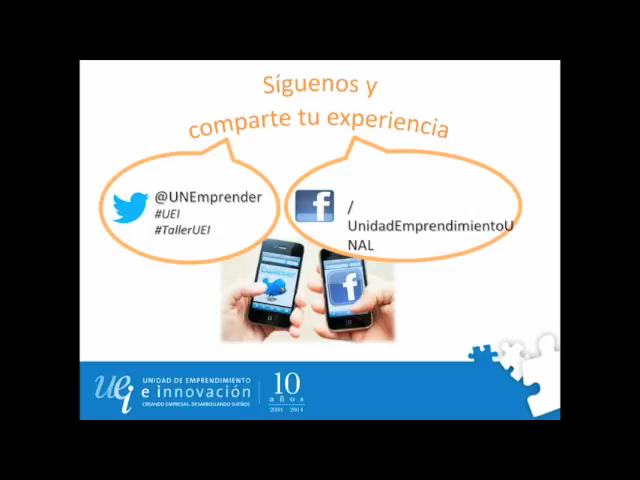 Síguenos y
comparte tu experiencia
@UNEmprender
#UEI
#TallerUEI
/
UnidadEmprendimientoU
NAL
uei
UNIDAD DE EMPRENDIMIENTO
e innovación
CREANDO EMPRESAS, DESARROLLANDO SUEÑOS
10
años
2004 - 2014